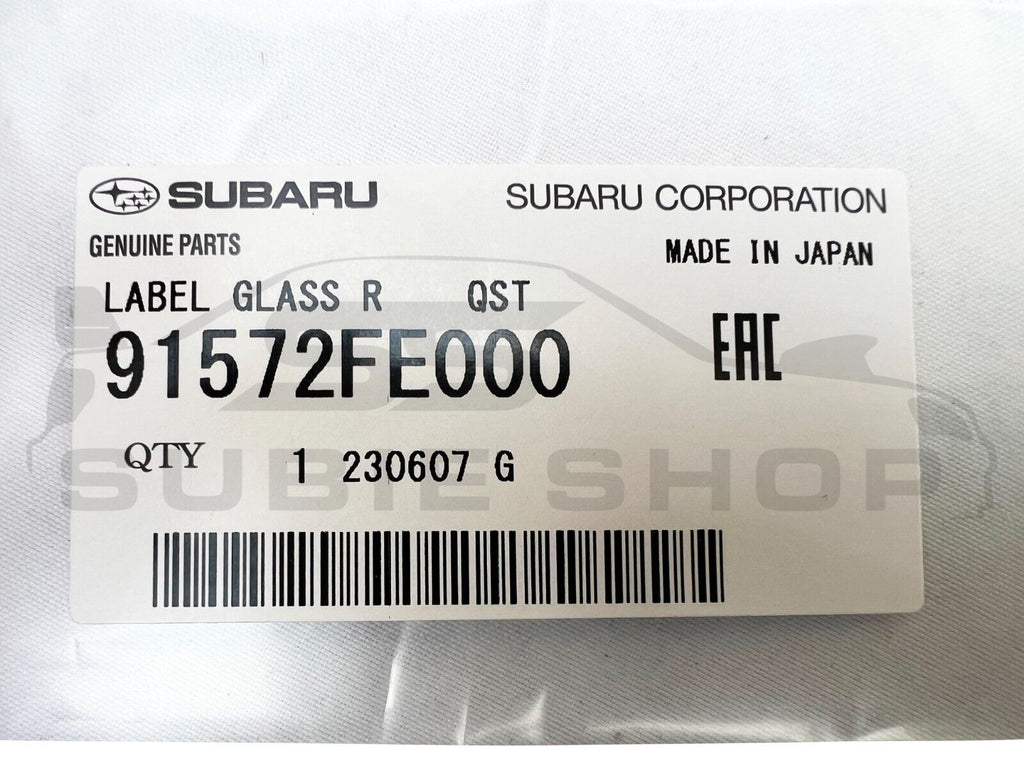 SUBARU SUBARU CORPORATION
GENUINE PARTS MADE IN JAPAN
LABEL GLASS R QST
91572FE000
EAC
QTY 1 230607 G
SUBIE SHOP